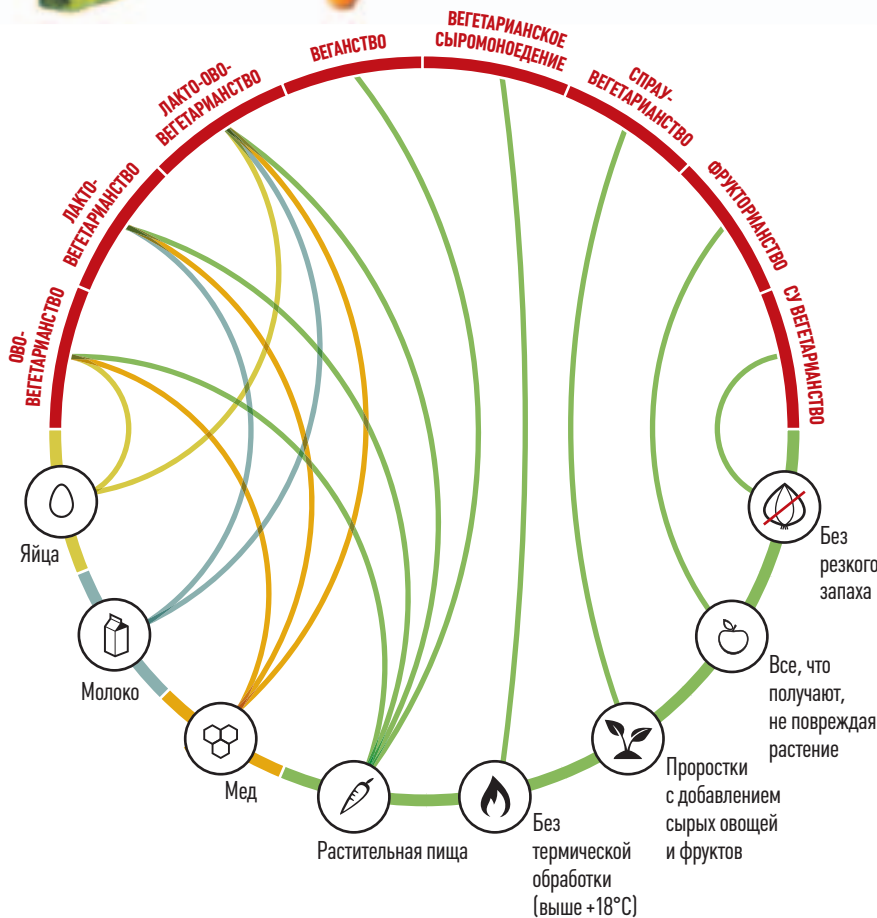 ВЕГЕТАРИАНСКОЕ
СЫРОМОНОЕДЕНИЕ
ВЕГАНСТВО
СПРАУ-
ВЕГЕТАРИАНСТВО
ЛАКТО-ОВО-
ВЕГЕТАРИАНСТВО
ФРУКТОРИАНСТВО
ЛАКТО-
ВЕГЕТАРИАНСТВО
СУ ВЕГЕТАРИАНСТВО
ОВО-
ВЕГЕТАРИАНСТВО
Яйца
Без
резкого
запаха
Молоко
Все, что
получают,
не повреждая
растение
Мед
Проростки
с добавлением
сырых овощей
и фруктов
Растительная пища
Без
термической
обработки
(выше +18°C)